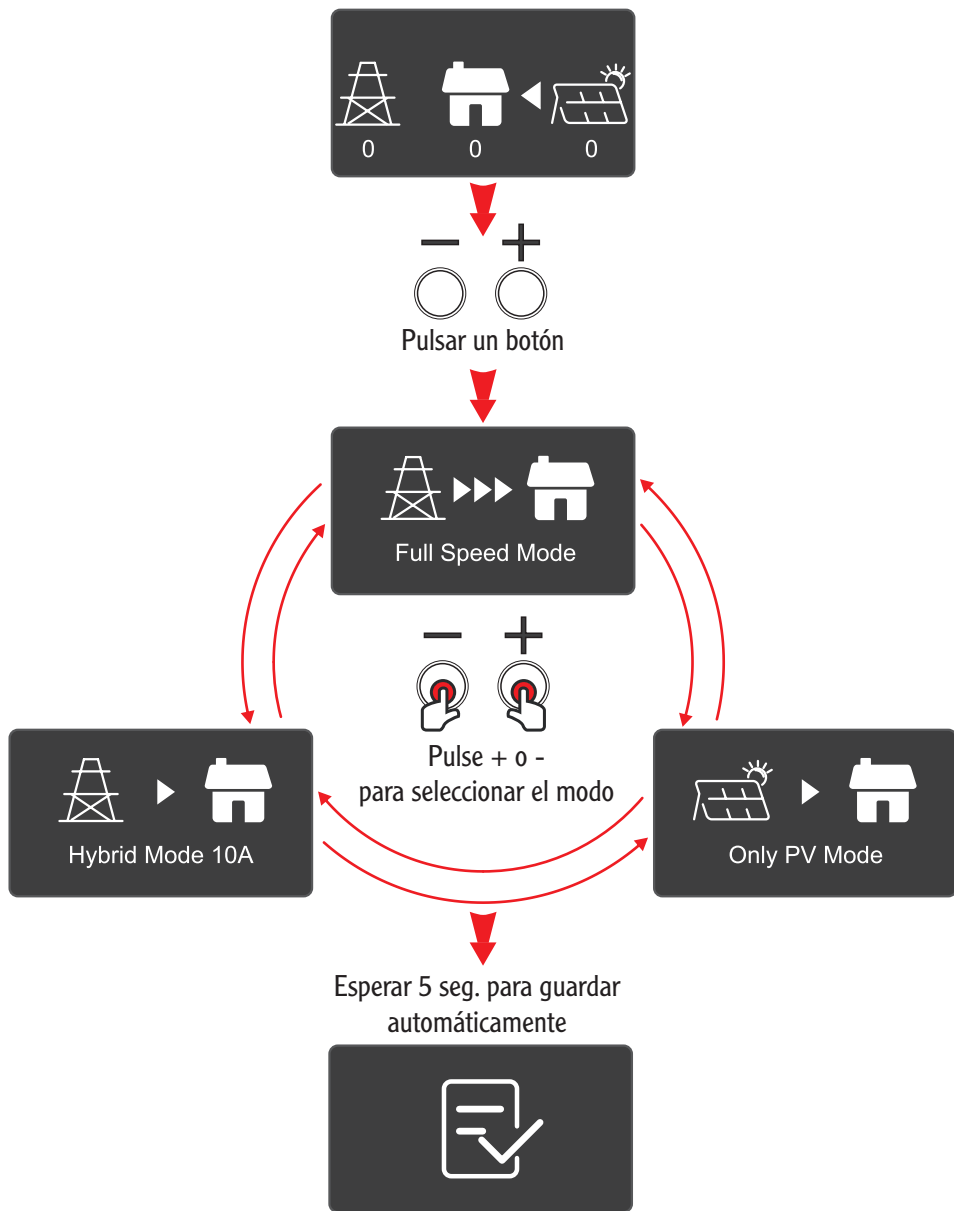 0 0 0
− +
Pulsar un botón
Full Speed Mode
− +
Pulse + o -
para seleccionar el modo
Hybrid Mode 10A
Only PV Mode
Esperar 5 seg. para guardar
automáticamente